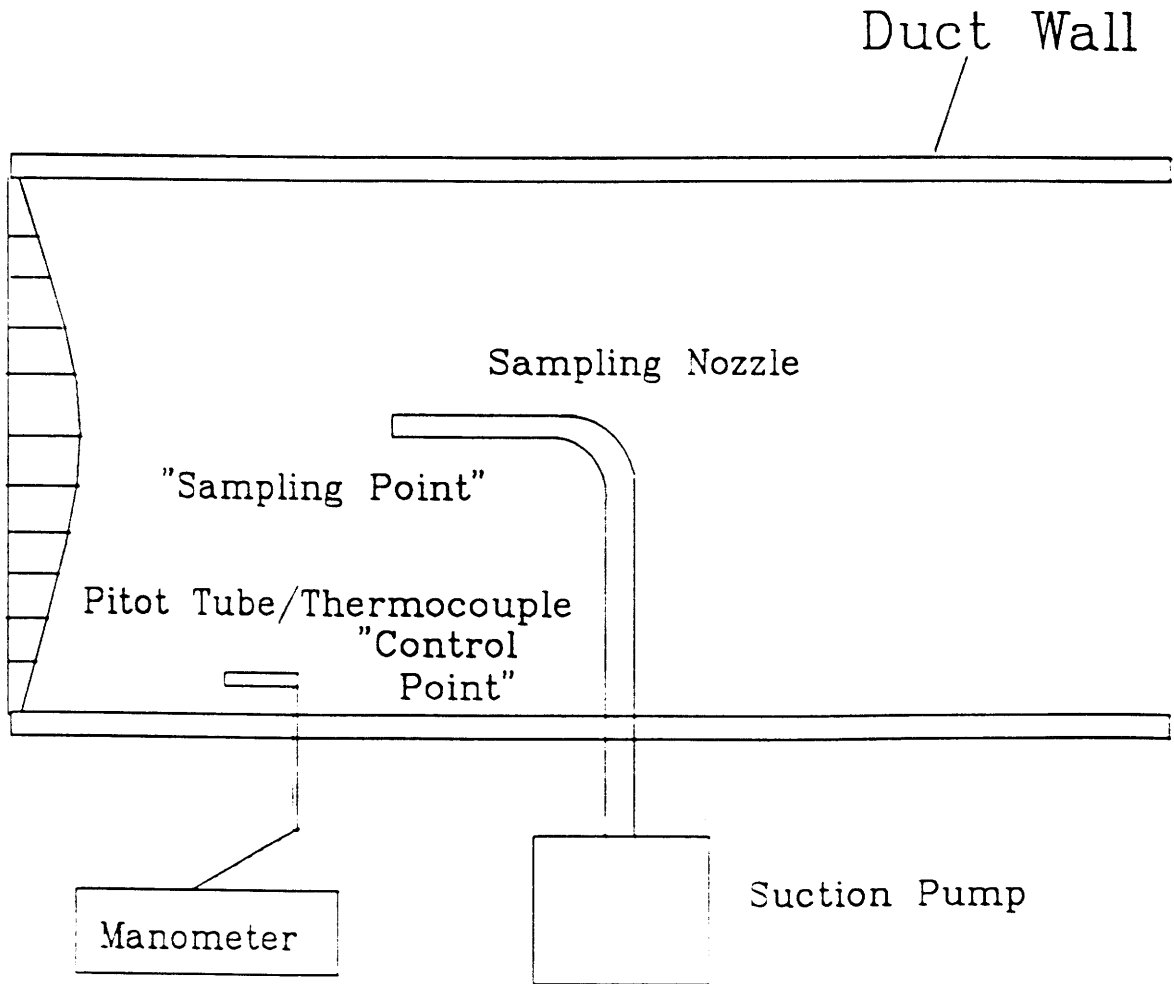 Duct Wall
Sampling Nozzle
"Sampling Point"
Pitot Tube/Thermocouple
"Control
Point"
Suction Pump
Manometer